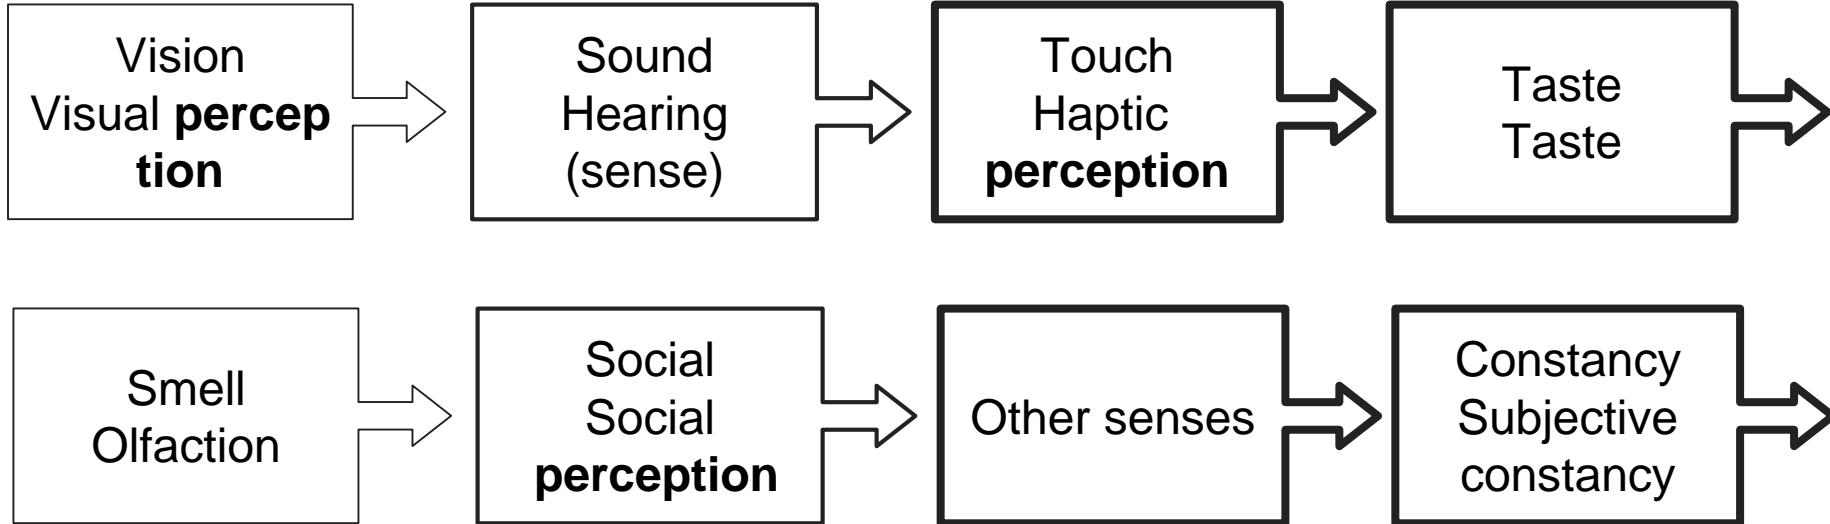 Vision
Visual percep
tion
Sound
Hearing
(sense)
Touch
Haptic
perception
Taste
Taste
Smell
Olfaction
Social
Social
perception
Other senses
Constancy
Subjective
constancy